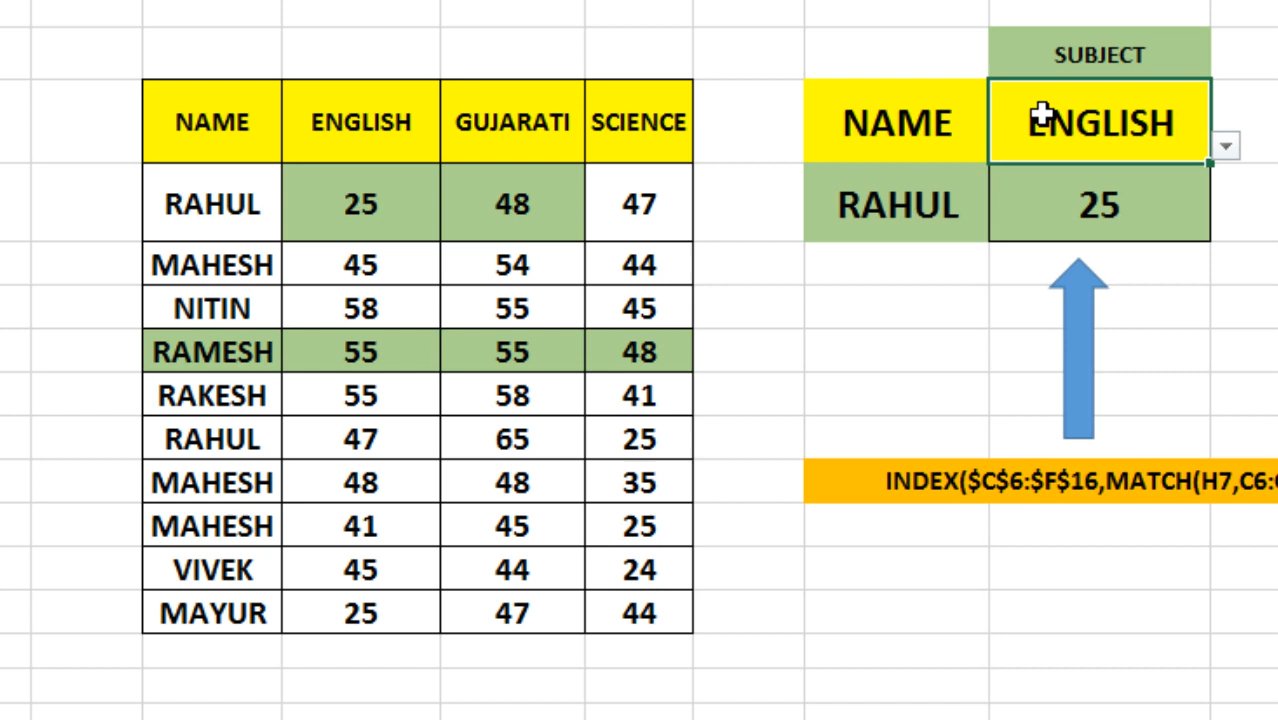 SUBJECT
NAME ENGLISH GUJARATI SCIENCE NAME ENGLISH
RAHUL 25 48 47 RAHUL 25
MAHESH 45 54 44
NITIN 58 55 45
RAMESH 55 55 48
RAKESH 55 58 41
RAHUL 47 65 25
MAHESH 48 48 35 INDEX($C$6:$F$16,MATCH(H7,C6:
MAHESH 41 45 25
VIVEK 45 44 24
MAYUR 25 47 44